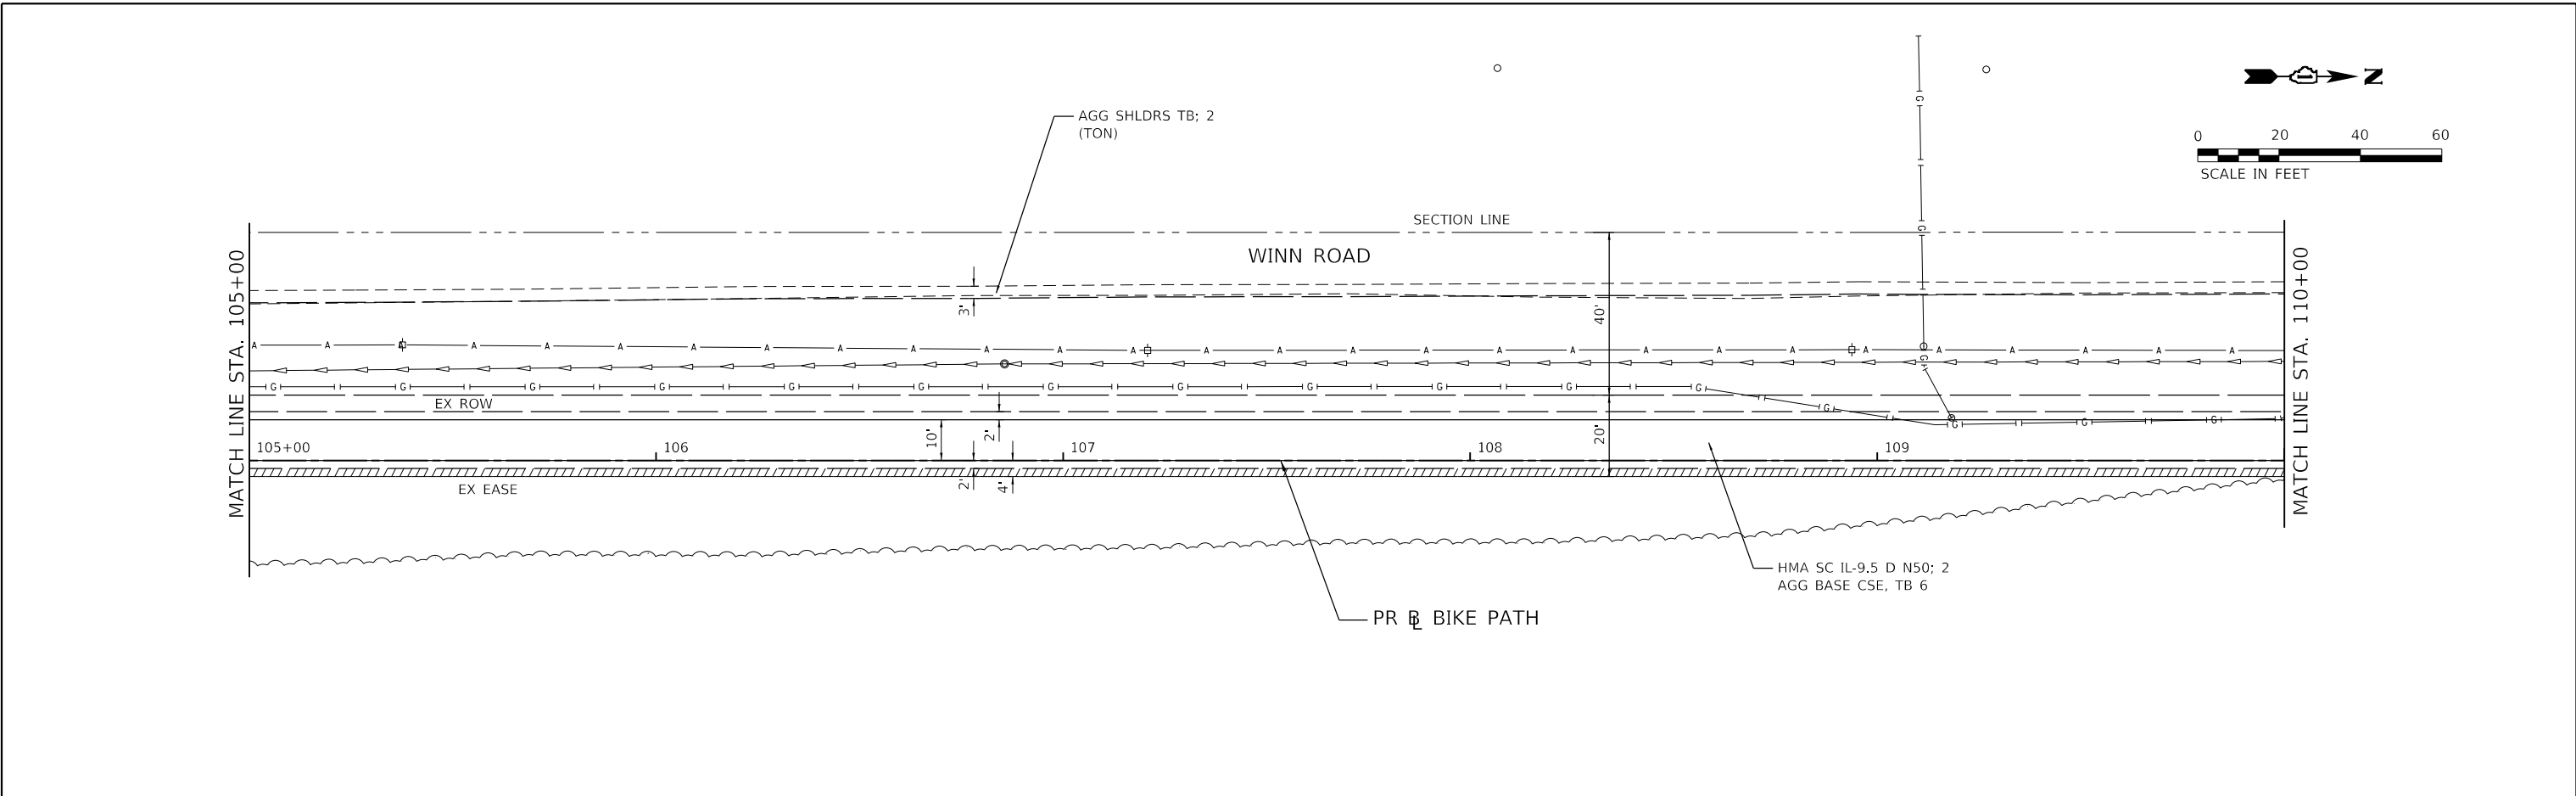 N
0 20 40 60
SCALE IN FEET
AGG SHLDRS TB; 2
(TON)
SECTION LINE
WINN ROAD
MATCH LINE STA. 105+00
MATCH LINE STA. 110+00
3'
40'
A A A A A A A A A A A A A A A A A A A A A A A A A A A A
G G G G G G G G G G G G G G G G
G
G
G
EX ROW
10'
2'
20'
105+00 106 107 108 109
2'
4'
EX EASE
HMA SC IL-9.5 D N50; 2
AGG BASE CSE, TB 6
PR BL BIKE PATH